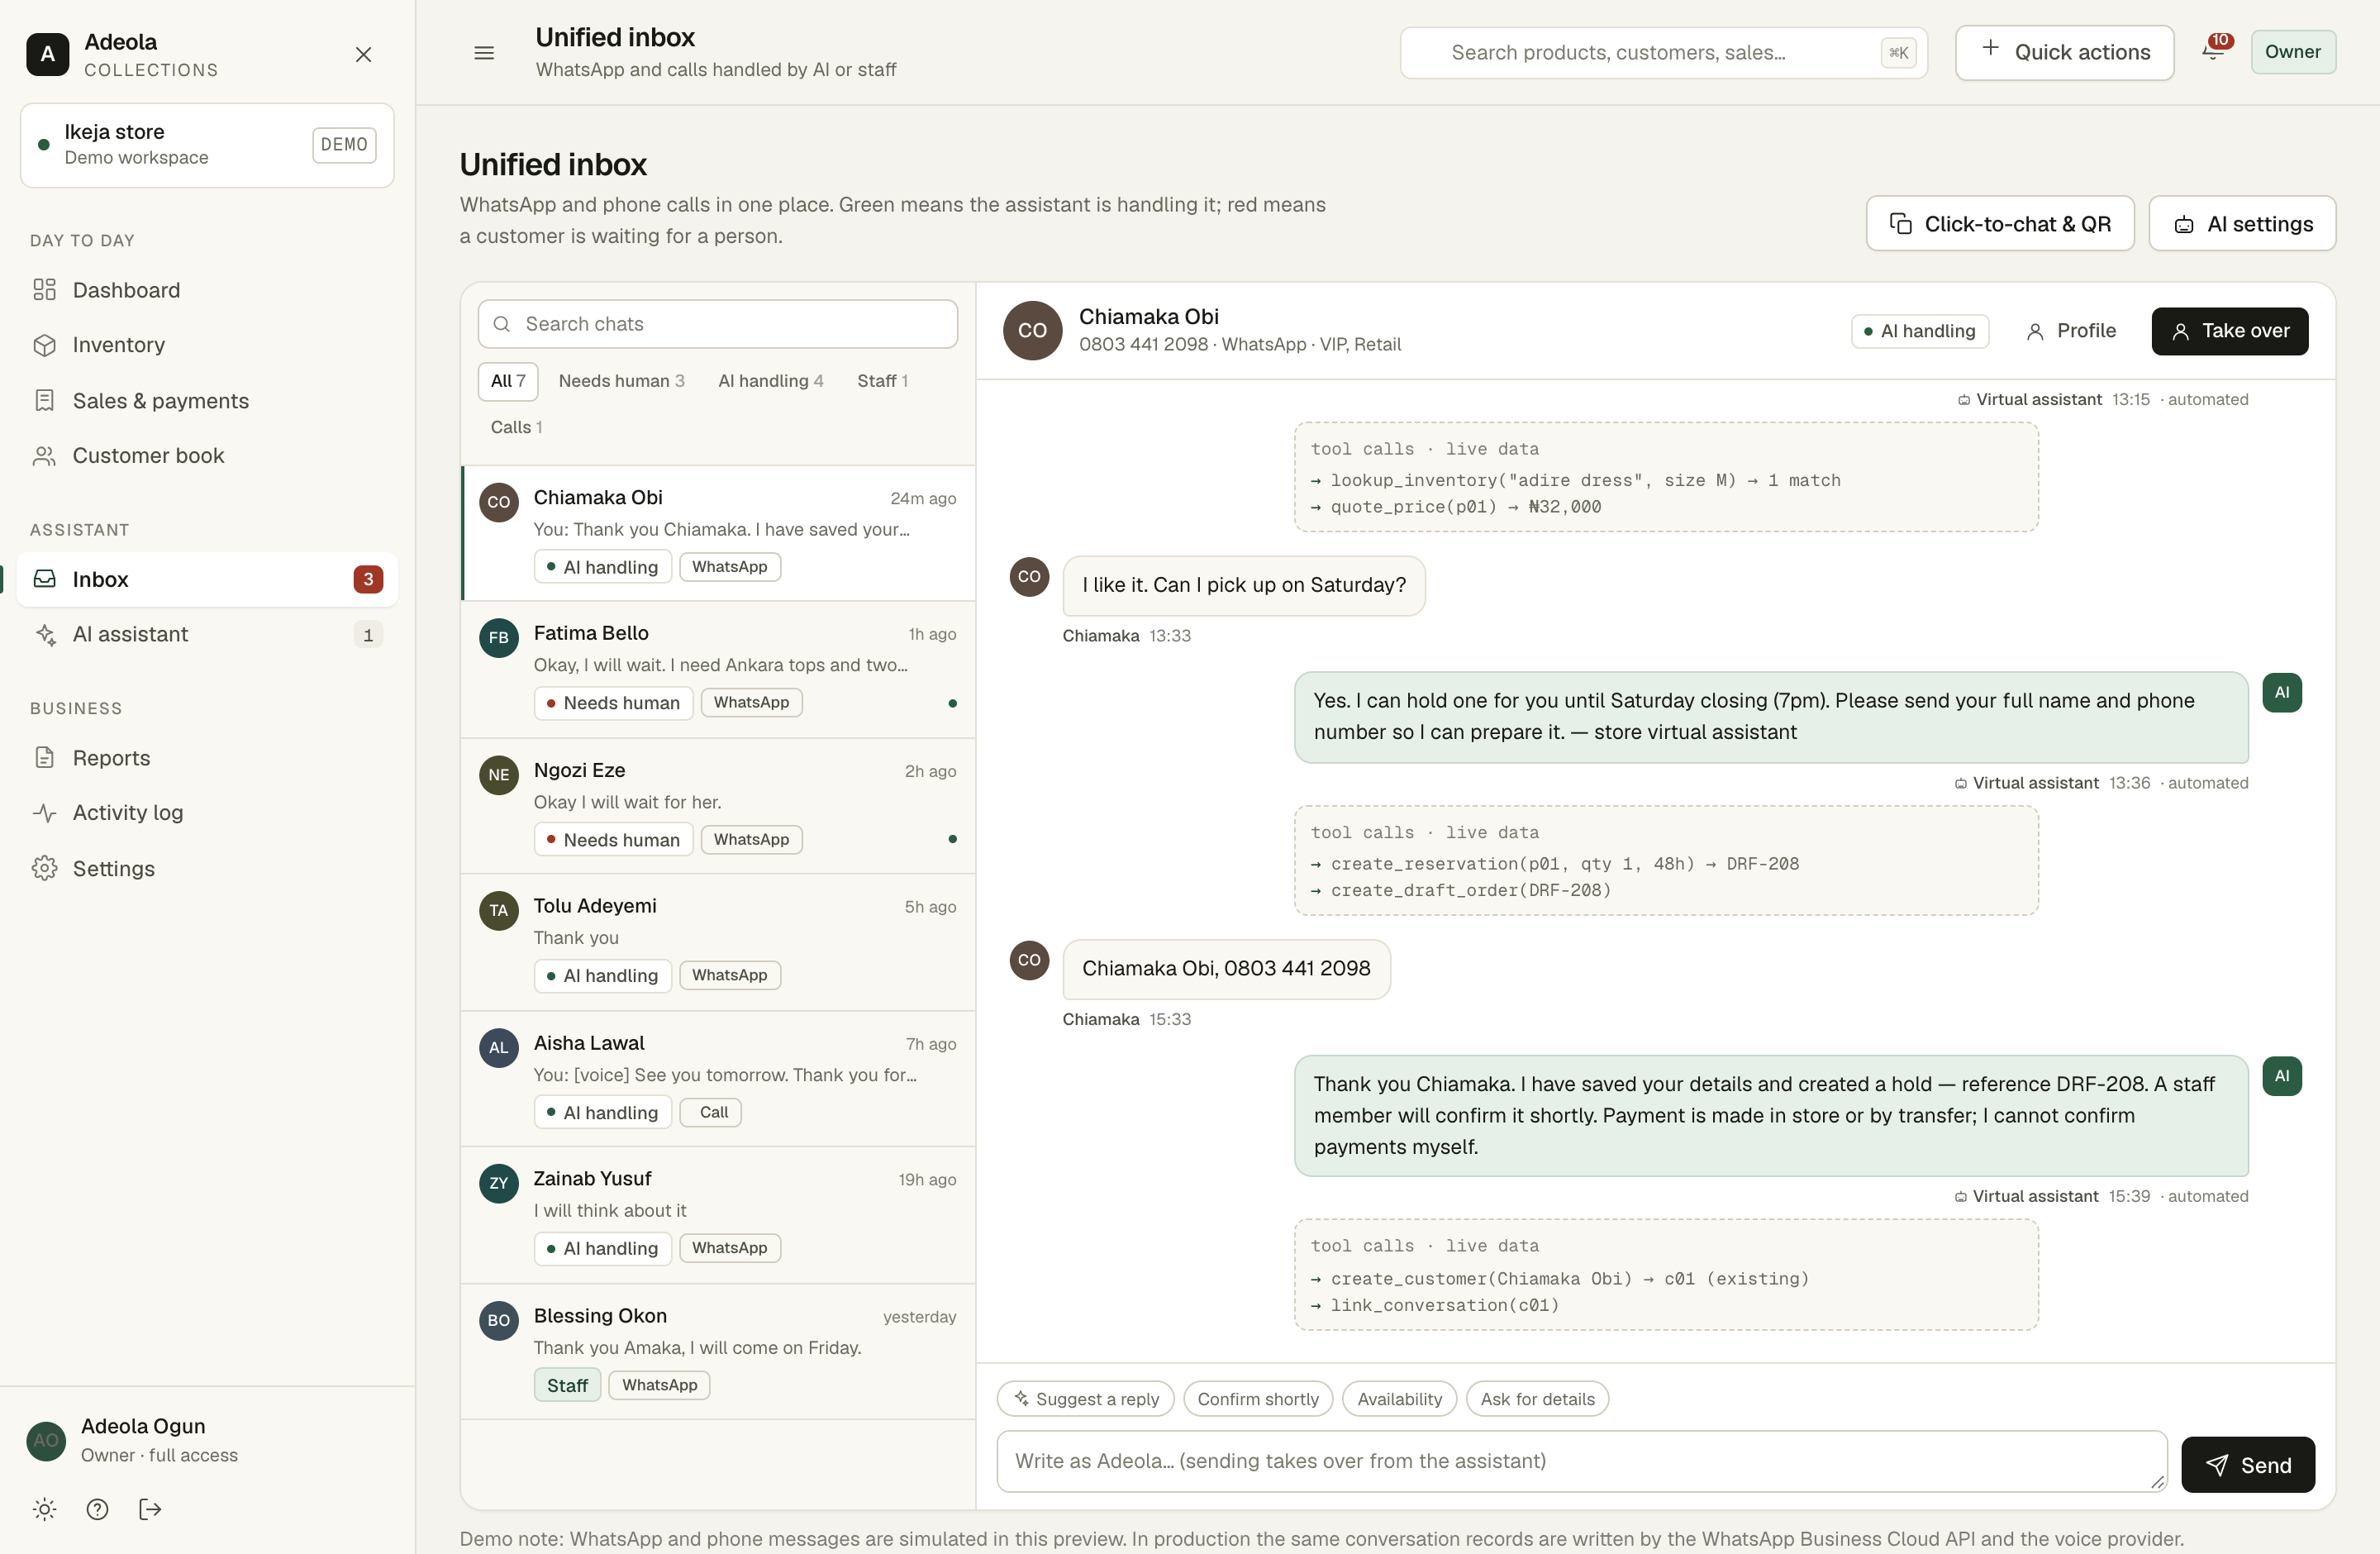 A
Adeola
COLLECTIONS
Ikeja store
Demo workspace
DEMO
DAY TO DAY
Dashboard
Inventory
Sales & payments
Customer book
ASSISTANT
Inbox 3
AI assistant 1
BUSINESS
Reports
Activity log
Settings
AO
Adeola Ogun
Owner · full access
Unified inbox
WhatsApp and calls handled by AI or staff
Search products, customers, sales... ⌘K
Quick actions
10
Owner
Unified inbox
WhatsApp and phone calls in one place. Green means the assistant is handling it; red means
a customer is waiting for a person.
Click-to-chat & QR
AI settings
Search chats
All 7 Needs human 3 AI handling 4 Staff 1
Calls 1
CO
Chiamaka Obi 24m ago
You: Thank you Chiamaka. I have saved your...
AI handling WhatsApp
FB
Fatima Bello 1h ago
Okay, I will wait. I need Ankara tops and two...
Needs human WhatsApp
NE
Ngozi Eze 2h ago
Okay I will wait for her.
Needs human WhatsApp
TA
Tolu Adeyemi 5h ago
Thank you
AI handling WhatsApp
AL
Aisha Lawal 7h ago
You: [voice] See you tomorrow. Thank you for...
AI handling Call
ZY
Zainab Yusuf 19h ago
I will think about it
AI handling WhatsApp
BO
Blessing Okon yesterday
Thank you Amaka, I will come on Friday.
Staff WhatsApp
CO
Chiamaka Obi
0803 441 2098 · WhatsApp · VIP, Retail
AI handling
Profile
Take over
Virtual assistant 13:15 · automated
tool calls · live data
→ lookup_inventory("adire dress", size M) → 1 match
→ quote_price(p01) → ₦32,000
CO
I like it. Can I pick up on Saturday?
Chiamaka 13:33
Yes. I can hold one for you until Saturday closing (7pm). Please send your full name and phone
number so I can prepare it. — store virtual assistant
AI
Virtual assistant 13:36 · automated
tool calls · live data
→ create_reservation(p01, qty 1, 48h) → DRF-208
→ create_draft_order(DRF-208)
CO
Chiamaka Obi, 0803 441 2098
Chiamaka 15:33
Thank you Chiamaka. I have saved your details and created a hold — reference DRF-208. A staff
member will confirm it shortly. Payment is made in store or by transfer; I cannot confirm
payments myself.
AI
Virtual assistant 15:39 · automated
tool calls · live data
→ create_customer(Chiamaka Obi) → c01 (existing)
→ link_conversation(c01)
Suggest a reply
Confirm shortly
Availability
Ask for details
Write as Adeola... (sending takes over from the assistant)
Send
Demo note: WhatsApp and phone messages are simulated in this preview. In production the same conversation records are written by the WhatsApp Business Cloud API and the voice provider.